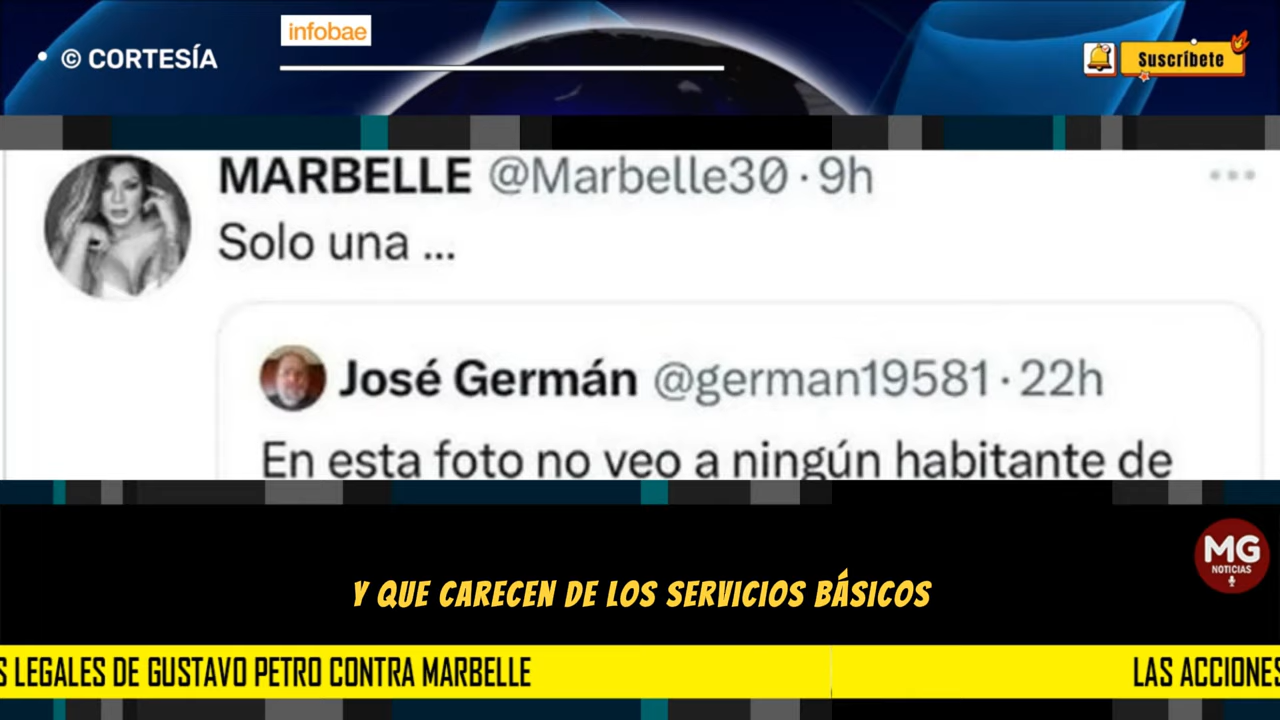 infobae
• © CORTESÍA
Suscríbete
MARBELLE @Marbelle30 · 9h
Solo una ...
José Germán @german19581 · 22h
En esta foto no veo a ningún habitante de
MG
NOTICIAS
Y QUE CARECEN DE LOS SERVICIOS BÁSICOS
S LEGALES DE GUSTAVO PETRO CONTRA MARBELLE
LAS ACCIONES